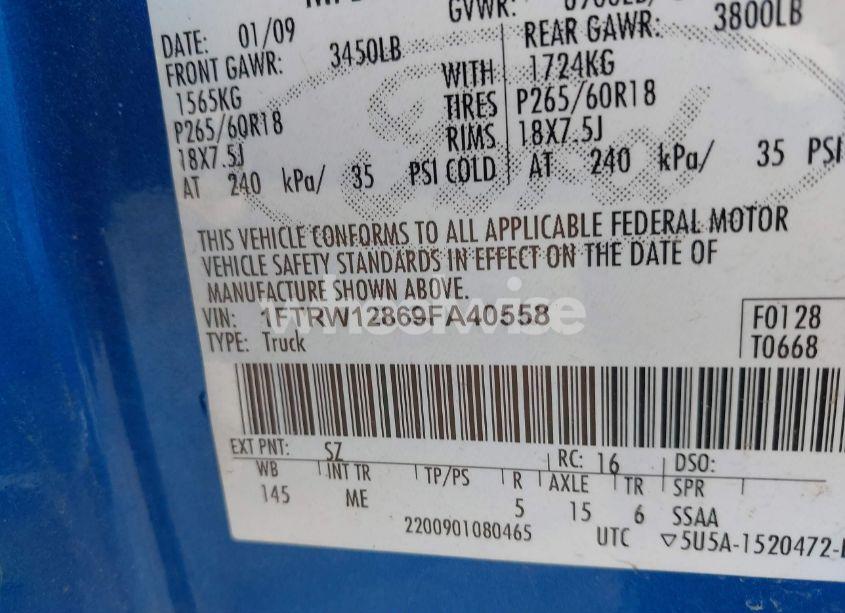 GVWR:
DATE: 01/09
FRONT GAWR: 3450LB
1565KG
P265/60R18
18X7.5J
AT 240 kPa/ 35 PSI COLD
WITH
TIRES
RIMS
REAR GAWR: 3800LB
1724KG
P265/60R18
18X7.5J
AT 240 kPa/ 35 PSI
Ford
THIS VEHICLE CONFORMS TO ALL APPLICABLE FEDERAL MOTOR
VEHICLE SAFETY STANDARDS IN EFFECT ON THE DATE OF
MANUFACTURE SHOWN ABOVE.
VIN: 1FTRW12869FA40558
TYPE: Truck
F0128
T0668
wheelwise
EXT PNT: SZ RC: 16 DSO:
WB INT TR TP/PS R AXLE TR SPR
145 ME 5 15 6 SSAA
2200901080465 UTC ▽5U5A-1520472-